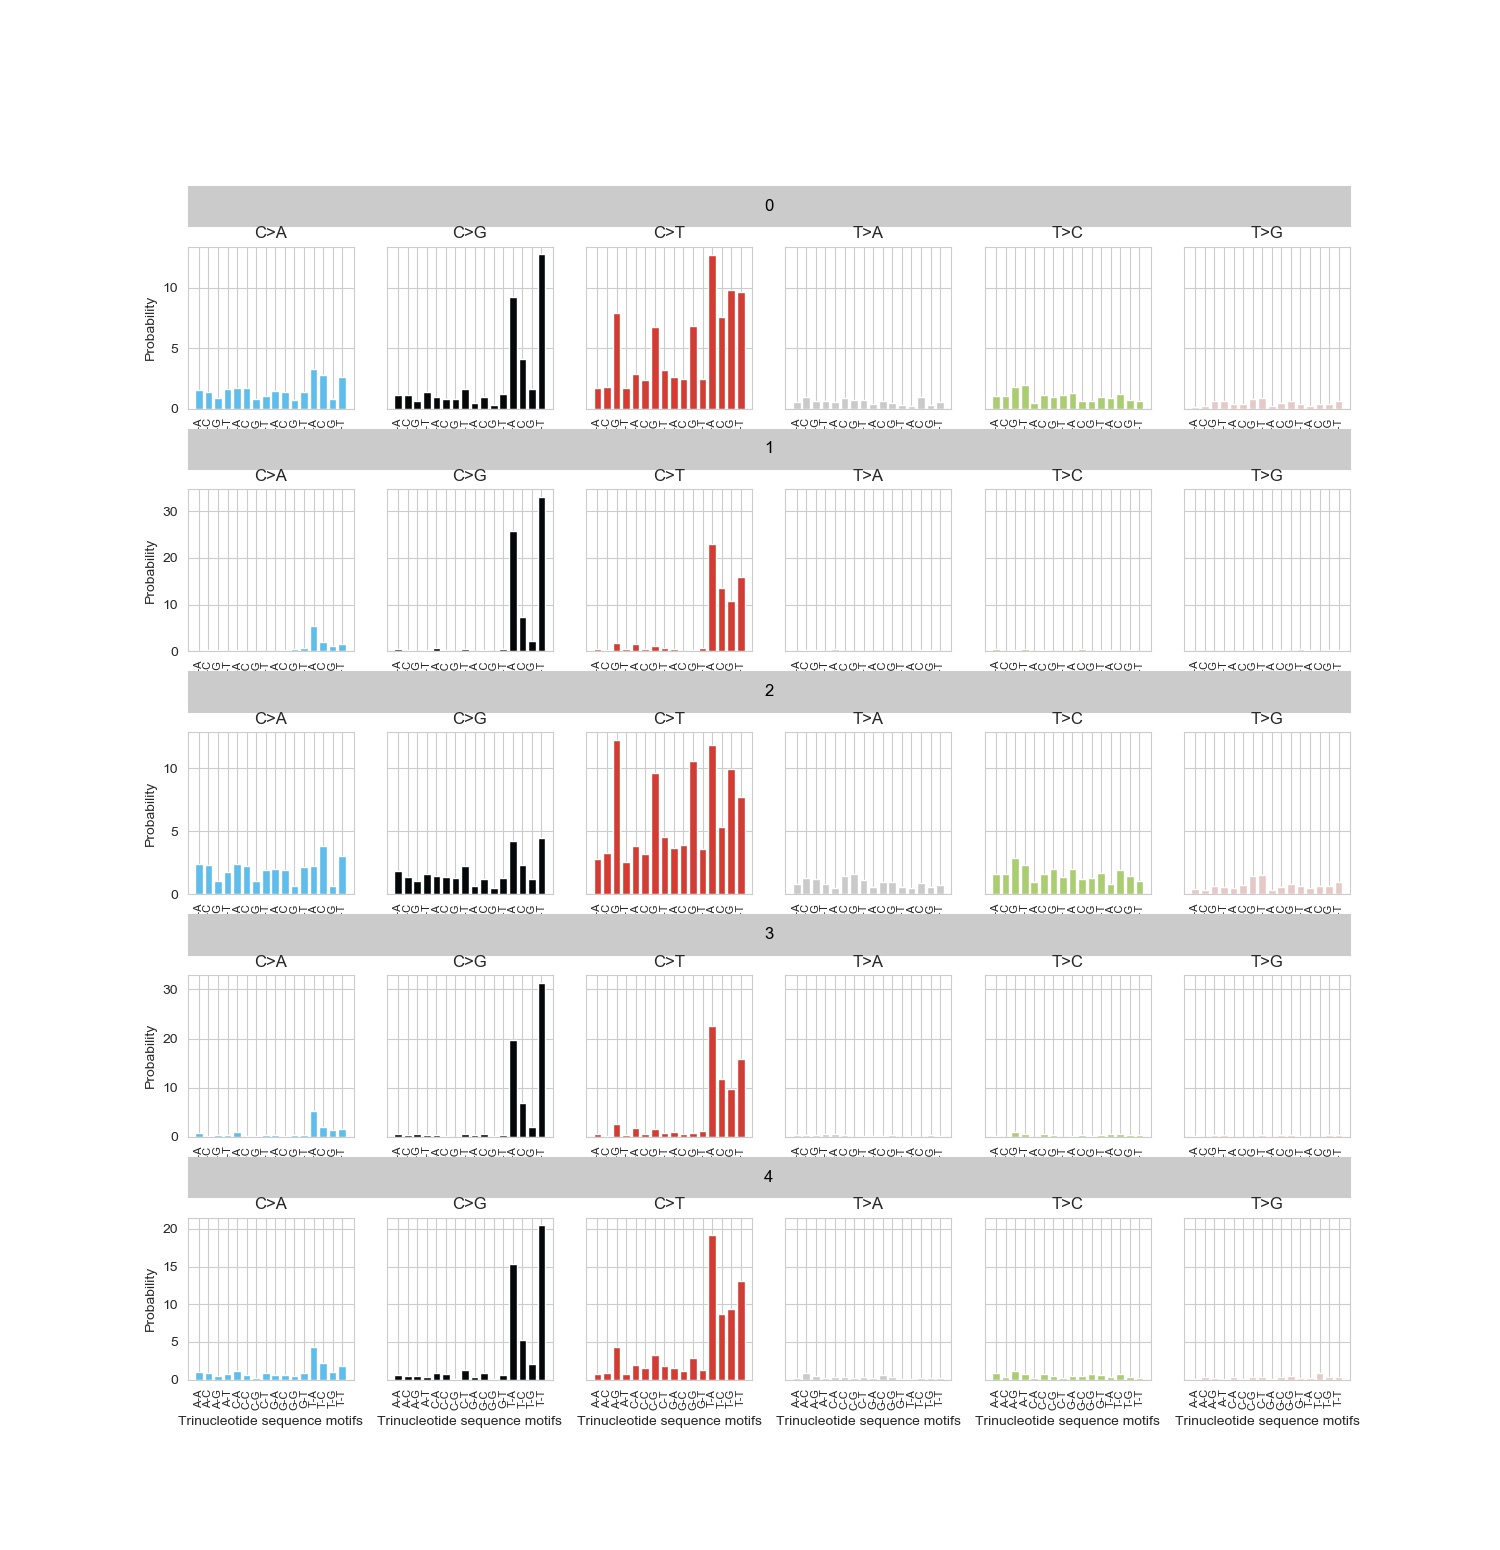 0
C>A C>G C>T T>A T>C T>G
Probability
10
5
0
1
C>A C>G C>T T>A T>C T>G
Probability
30
20
10
0
2
C>A C>G C>T T>A T>C T>G
Probability
10
5
0
3
C>A C>G C>T T>A T>C T>G
Probability
30
20
10
0
4
C>A C>G C>T T>A T>C T>G
Probability
20
15
10
5
0
A-A A-C A-G A-T C-A C-C C-G C-T G-A G-C G-G G-T T-A T-C T-G T-T
A-A A-C A-G A-T C-A C-C C-G C-T G-A G-C G-G G-T T-A T-C T-G T-T
A-A A-C A-G A-T C-A C-C C-G C-T G-A G-C G-G G-T T-A T-C T-G T-T
A-A A-C A-G A-T C-A C-C C-G C-T G-A G-C G-G G-T T-A T-C T-G T-T
A-A A-C A-G A-T C-A C-C C-G C-T G-A G-C G-G G-T T-A T-C T-G T-T
A-A A-C A-G A-T C-A C-C C-G C-T G-A G-C G-G G-T T-A T-C T-G T-T
Trinucleotide sequence motifs Trinucleotide sequence motifs Trinucleotide sequence motifs Trinucleotide sequence motifs Trinucleotide sequence motifs Trinucleotide sequence motifs